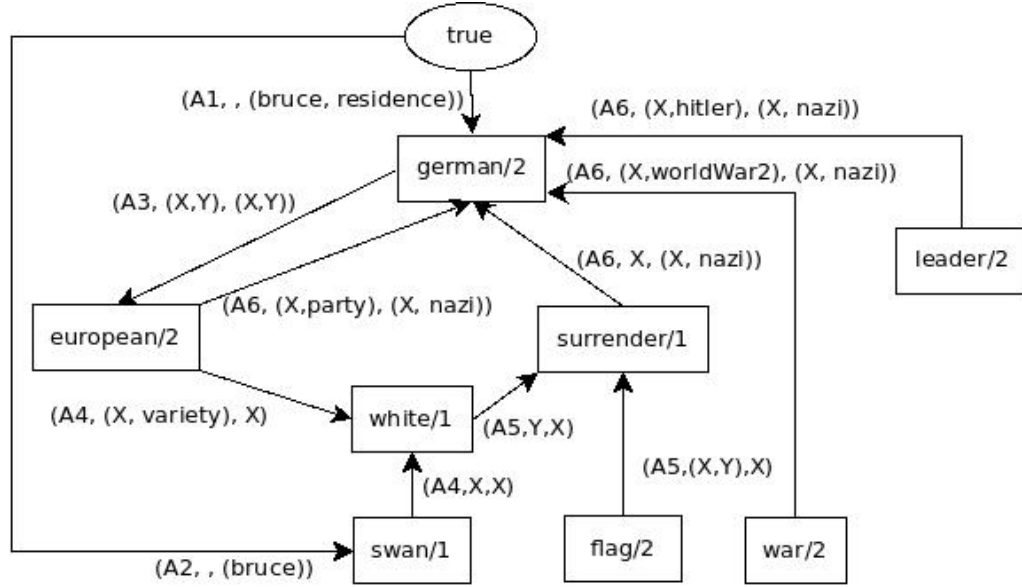 true
(A1, , (bruce, residence))
(A6, (X,hitler), (X, nazi))
german/2
(A6, (X,worldWar2), (X, nazi))
(A3, (X,Y), (X,Y))
leader/2
(A6, X, (X, nazi))
(A6, (X,party), (X, nazi))
european/2
surrender/1
(A4, (X, variety), X)
white/1
(A5,Y,X)
(A5,(X,Y),X)
(A4,X,X)
swan/1
flag/2
war/2
(A2, , (bruce))